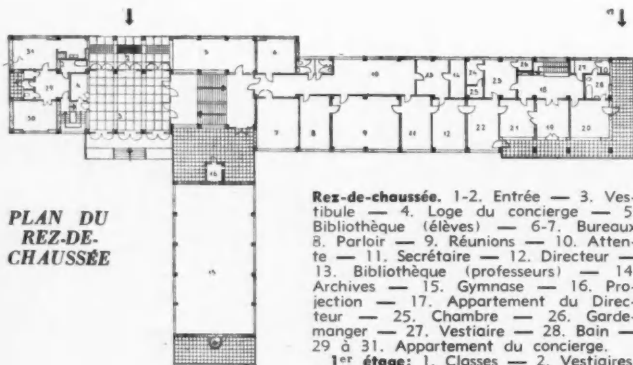 PLAN DU
REZ-DE-
CHAUSSÉE
Rez-de-chaussée. 1-2. Entrée — 3. Ves-
tibule — 4. Loge du concierge — 5
Bibliothèque (élèves) — 6-7. Bureaux
8. Parloir — 9. Réunions — 10. Atten-
te — 11. Secrétaire — 12. Directeur —
13. Bibliothèque (professeurs) — 14
Archives — 15. Gymnase — 16. Pro-
jection — 17. Appartement du Direc-
teur — 25. Chambre — 26. Garde-
manger — 27. Vestiaire — 28. Bain —
29 à 31. Appartement du concierge.
1er étage: 1. Classes — 2. Vestiaires